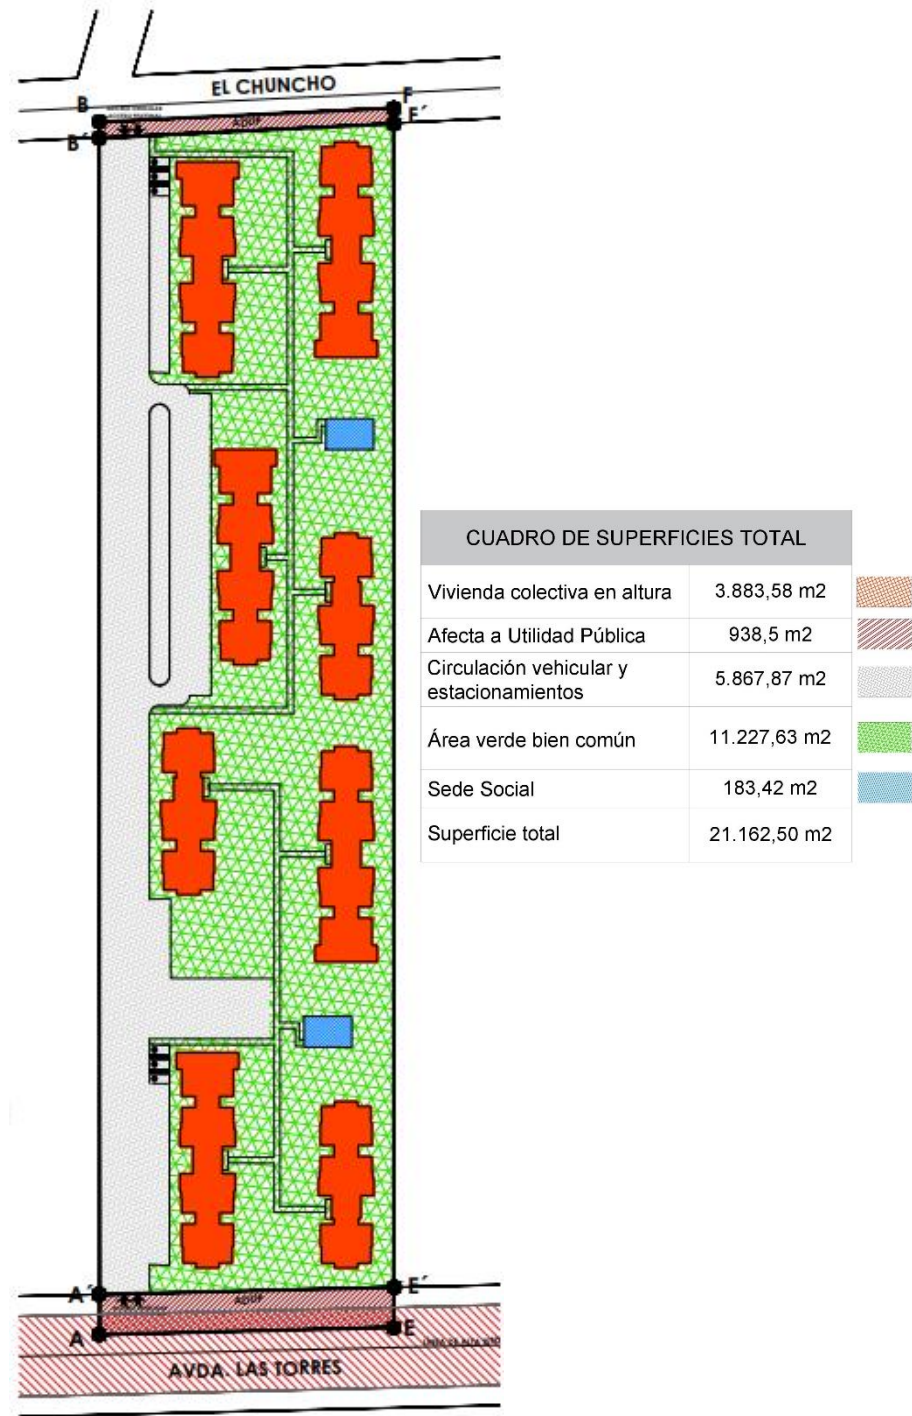 EL CHUNCHO
B
F
ADUP
F´
B´
CUADRO DE SUPERFICIES TOTAL
Vivienda colectiva en altura 3.883,58 m2
Afecta a Utilidad Pública 938,5 m2
Circulación vehicular y
estacionamientos 5.867,87 m2
Área verde bien común 11.227,63 m2
Sede Social 183,42 m2
Superficie total 21.162,50 m2
A´
E´
ADUP
A
E
AVDA. LAS TORRES